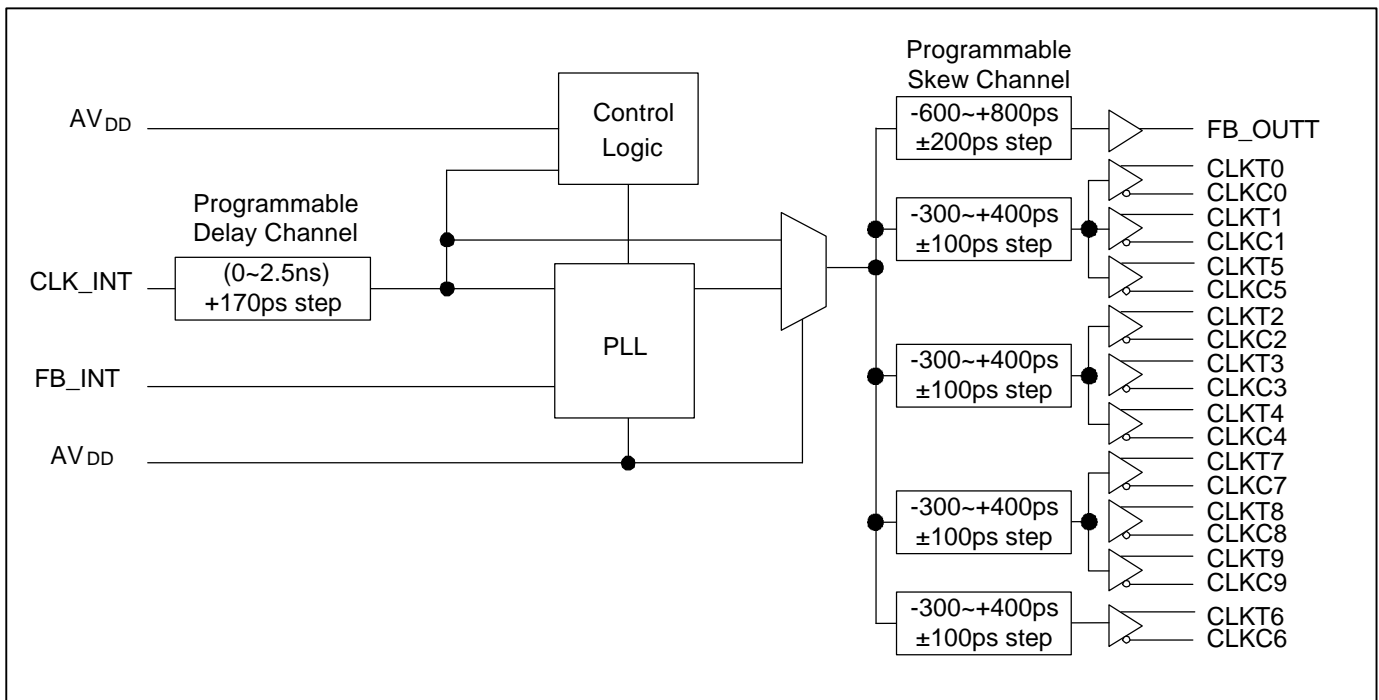 Programmable
Skew Channel
AVDD
Control
Logic
-600~+800ps
±200ps step
FB_OUTT
Programmable
Delay Channel
CLK_INT
(0~2.5ns)
+170ps step
FB_INT
PLL
AVDD
-300~+400ps
±100ps step
CLKT0
CLKC0
CLKT1
CLKC1
CLKT5
CLKC5
-300~+400ps
±100ps step
CLKT2
CLKC2
CLKT3
CLKC3
CLKT4
CLKC4
-300~+400ps
±100ps step
CLKT7
CLKC7
CLKT8
CLKC8
CLKT9
CLKC9
-300~+400ps
±100ps step
CLKT6
CLKC6